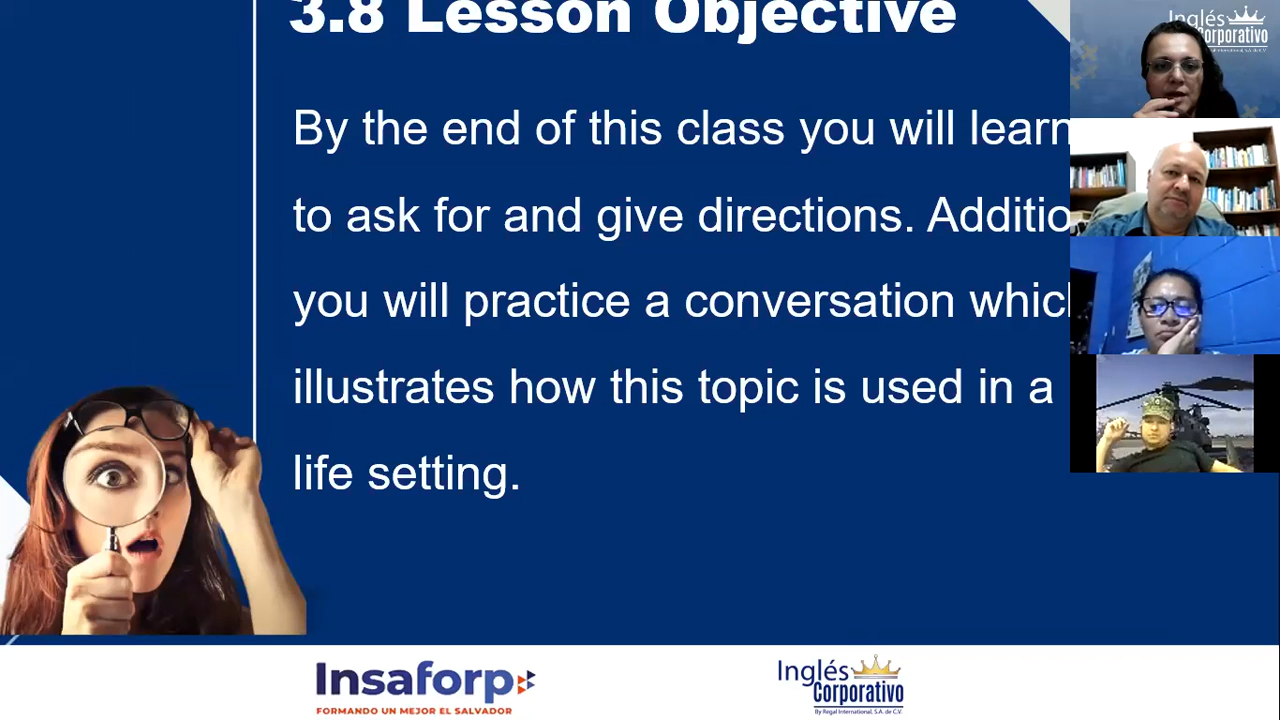 3.8 Lesson Objective
By the end of this class you will learn
to ask for and give directions. Additio
you will practice a conversation whic
illustrates how this topic is used in a
life setting.
Insaforp
FORMANDO UN MEJOR EL SALVADOR
Inglés
Corporativo
By Regal International, S.A. de C.V.
Inglés
Corporativo